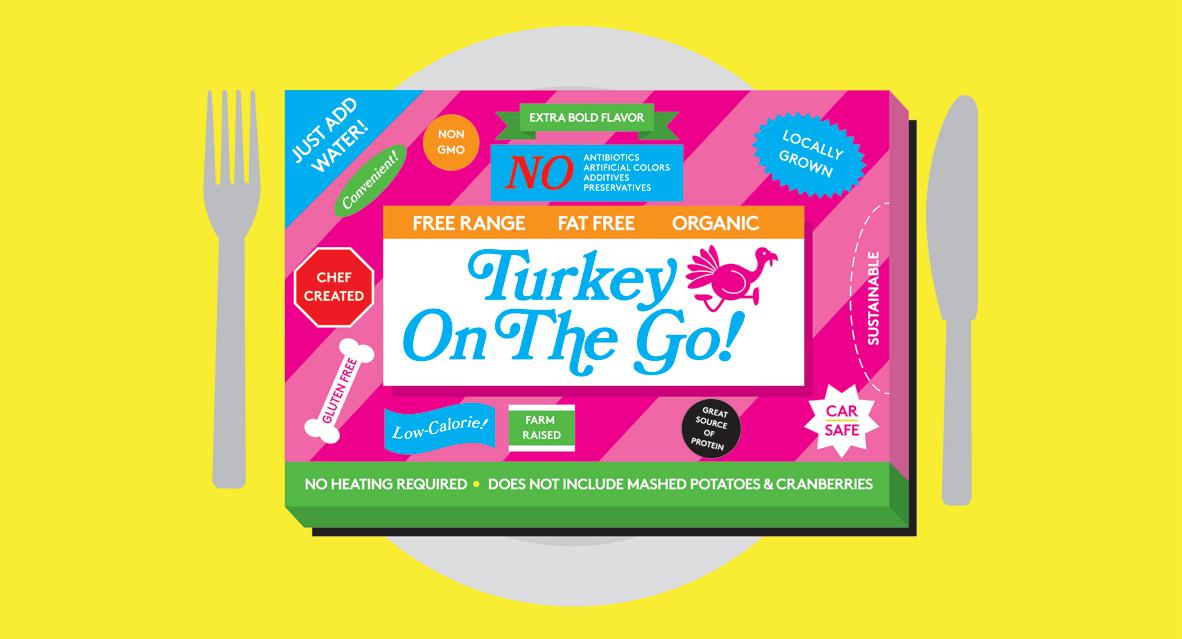 JUST ADD
WATER!
Convenient!
NON
GMO
EXTRA BOLD FLAVOR
NO
ANTIBIOTICS
ARTIFICIAL COLORS
ADDITIVES
PRESERVATIVES
LOCALLY
GROWN
FREE RANGE FAT FREE ORGANIC
Turkey
On The Go!
CHEF
CREATED
SUSTAINABLE
GLUTEN FREE
Low-Calorie!
FARM
RAISED
GREAT
SOURCE
OF
PROTEIN
CAR
SAFE
NO HEATING REQUIRED • DOES NOT INCLUDE MASHED POTATOES & CRANBERRIES